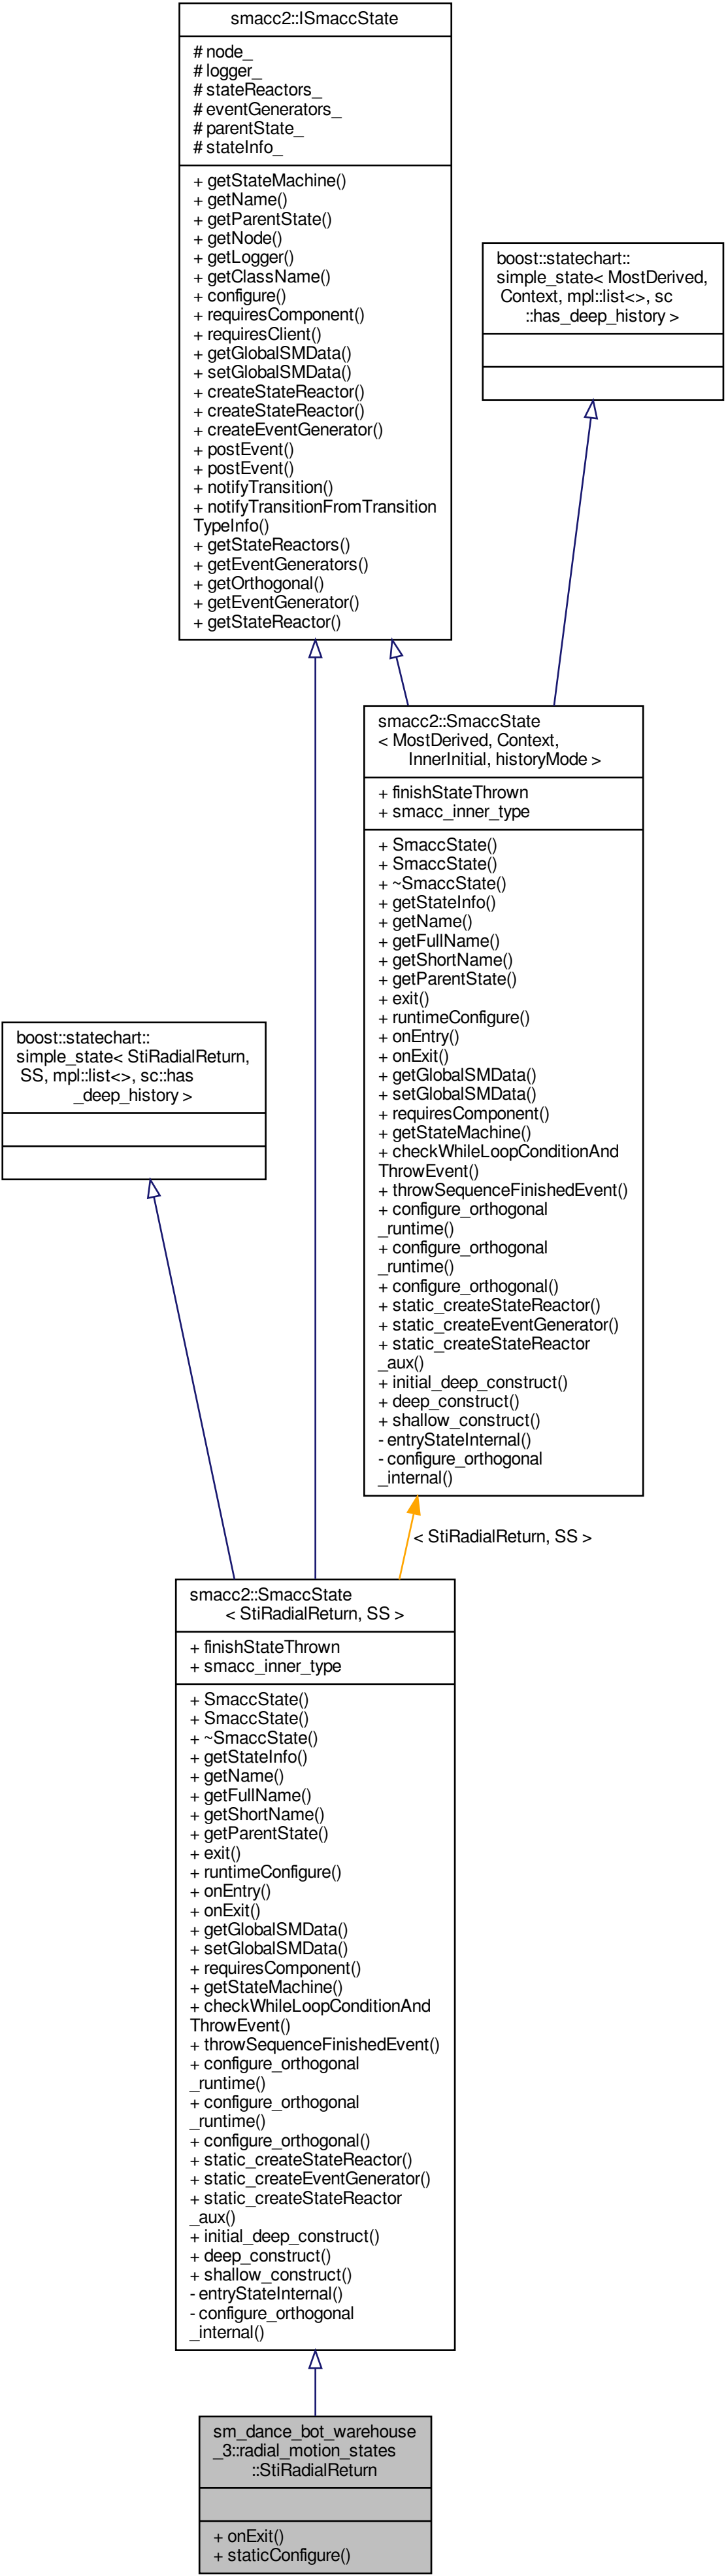 smacc2::ISmaccState
# node_
# logger_
# stateReactors_
# eventGenerators_
# parentState_
# stateInfo_
+ getStateMachine()
+ getName()
+ getParentState()
+ getNode()
+ getLogger()
+ getClassName()
+ configure()
+ requiresComponent()
+ requiresClient()
+ getGlobalSMData()
+ setGlobalSMData()
+ createStateReactor()
+ createStateReactor()
+ createEventGenerator()
+ postEvent()
+ postEvent()
+ notifyTransition()
+ notifyTransitionFromTransition
TypeInfo()
+ getStateReactors()
+ getEventGenerators()
+ getOrthogonal()
+ getEventGenerator()
+ getStateReactor()
boost::statechart::
simple_state< MostDerived,
Context, mpl::list<>, sc
::has_deep_history >
smacc2::SmaccState
< MostDerived, Context,
InnerInitial, historyMode >
+ finishStateThrown
+ smacc_inner_type
+ SmaccState()
+ SmaccState()
+ ~SmaccState()
+ getStateInfo()
+ getName()
+ getFullName()
+ getShortName()
+ getParentState()
+ exit()
+ runtimeConfigure()
+ onEntry()
+ onExit()
+ getGlobalSMData()
+ setGlobalSMData()
+ requiresComponent()
+ getStateMachine()
+ checkWhileLoopConditionAnd
ThrowEvent()
+ throwSequenceFinishedEvent()
+ configure_orthogonal
_runtime()
+ configure_orthogonal
_runtime()
+ configure_orthogonal()
+ static_createStateReactor()
+ static_createEventGenerator()
+ static_createStateReactor
_aux()
+ initial_deep_construct()
+ deep_construct()
+ shallow_construct()
- entryStateInternal()
- configure_orthogonal
_internal()
boost::statechart::
simple_state< StiRadialReturn,
SS, mpl::list<>, sc::has
_deep_history >
< StiRadialReturn, SS >
smacc2::SmaccState
< StiRadialReturn, SS >
+ finishStateThrown
+ smacc_inner_type
+ SmaccState()
+ SmaccState()
+ ~SmaccState()
+ getStateInfo()
+ getName()
+ getFullName()
+ getShortName()
+ getParentState()
+ exit()
+ runtimeConfigure()
+ onEntry()
+ onExit()
+ getGlobalSMData()
+ setGlobalSMData()
+ requiresComponent()
+ getStateMachine()
+ checkWhileLoopConditionAnd
ThrowEvent()
+ throwSequenceFinishedEvent()
+ configure_orthogonal
_runtime()
+ configure_orthogonal
_runtime()
+ configure_orthogonal()
+ static_createStateReactor()
+ static_createEventGenerator()
+ static_createStateReactor
_aux()
+ initial_deep_construct()
+ deep_construct()
+ shallow_construct()
- entryStateInternal()
- configure_orthogonal
_internal()
sm_dance_bot_warehouse
_3::radial_motion_states
::StiRadialReturn
+ onExit()
+ staticConfigure()